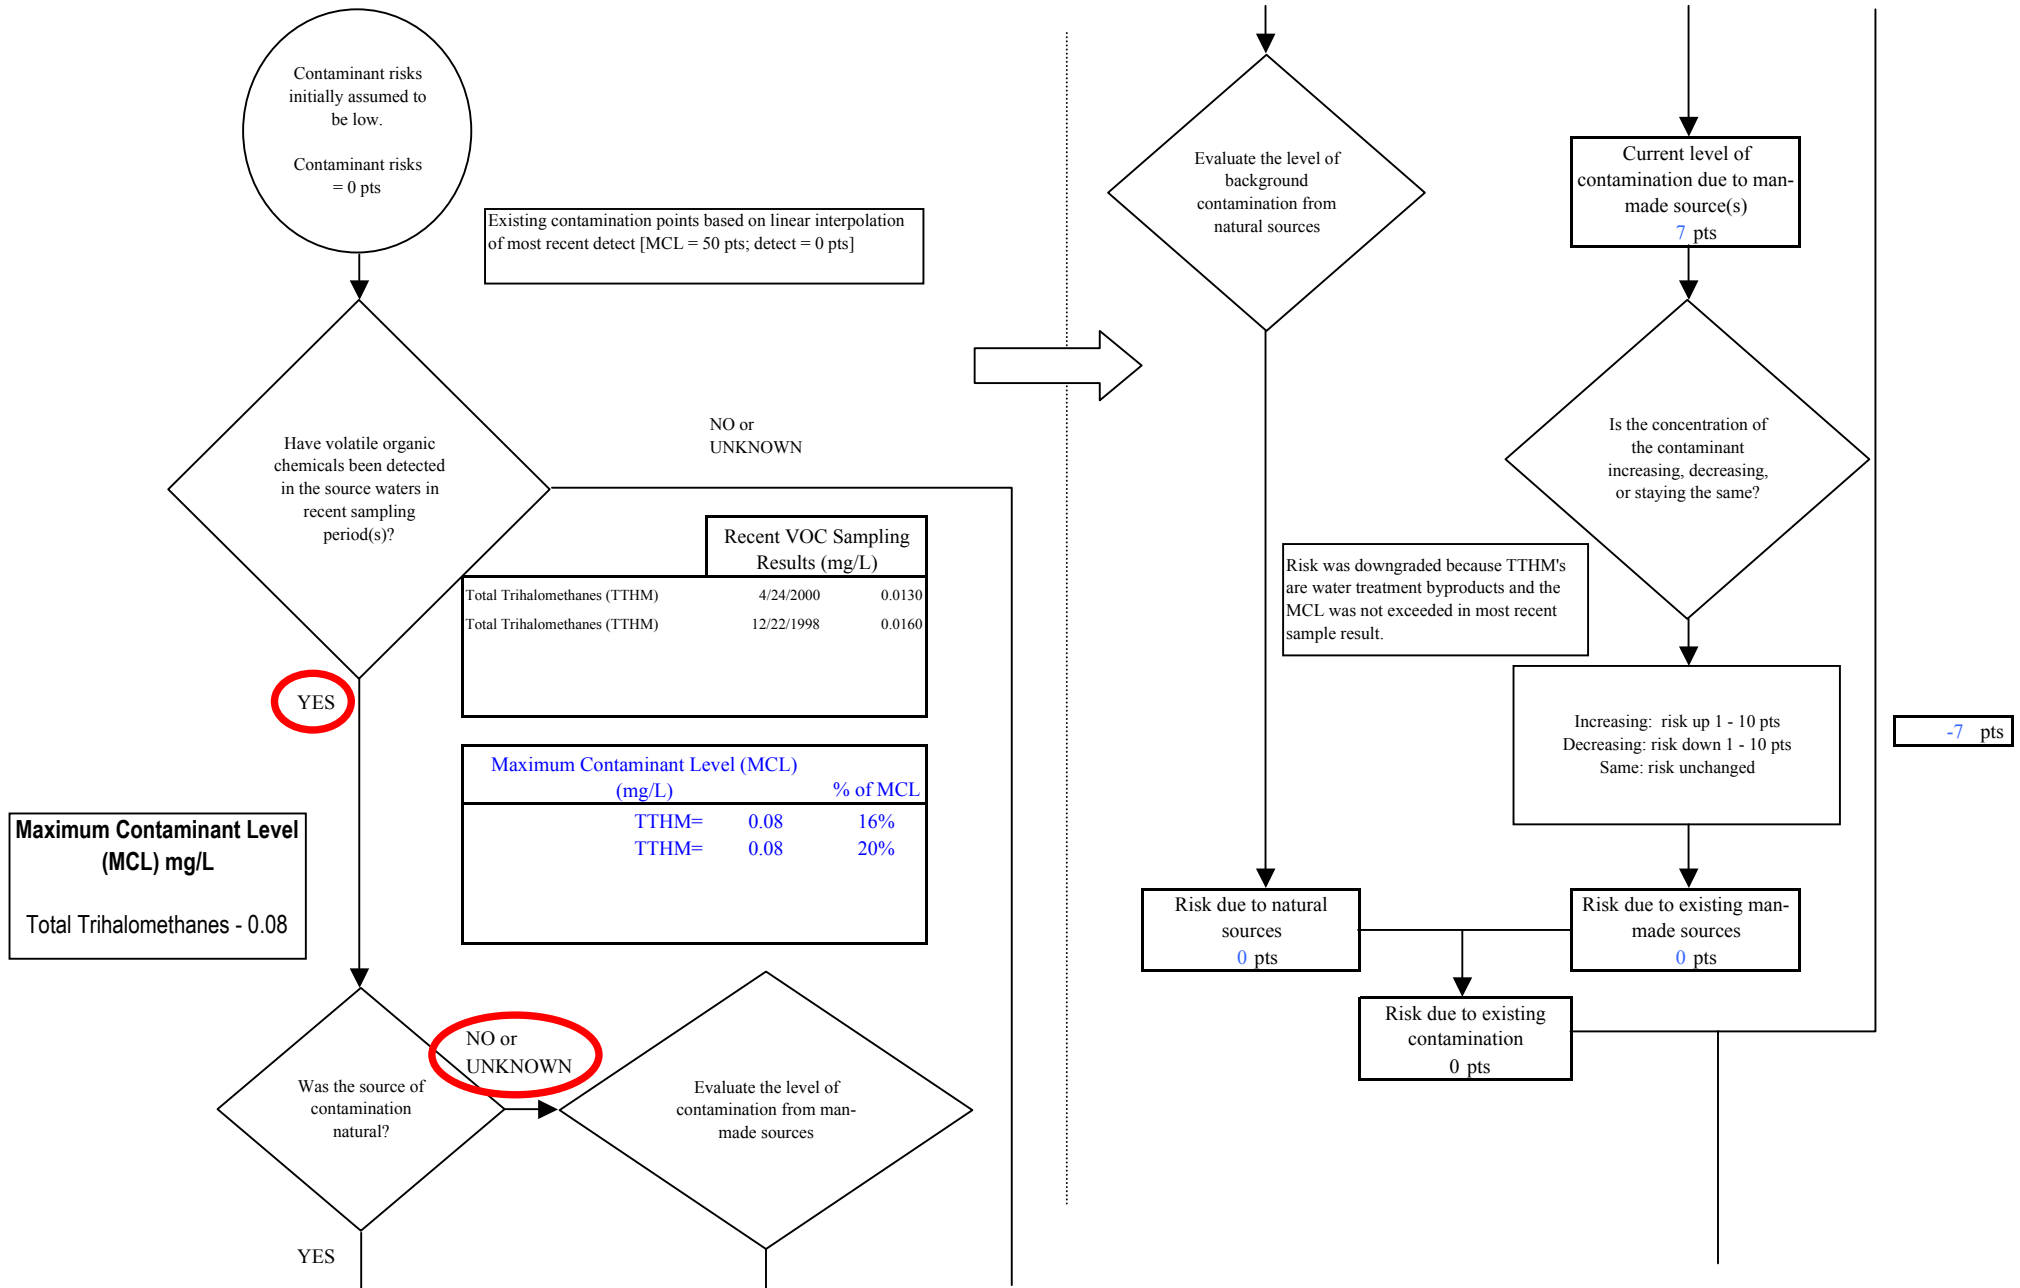 Contaminant risks
initially assumed to
be low.
Contaminant risks
= 0 pts
Existing contamination points based on linear interpolation
of most recent detect [MCL = 50 pts; detect = 0 pts]
Have volatile organic
chemicals been detected
in the source waters in
recent sampling
period(s)?
NO or
UNKNOWN
Recent VOC Sampling
Results (mg/L)
Total Trihalomethanes (TTHM) 4/24/2000 0.0130
Total Trihalomethanes (TTHM) 12/22/1998 0.0160
YES
Maximum Contaminant Level (MCL)
(mg/L) % of MCL
TTHM= 0.08 16%
TTHM= 0.08 20%
Maximum Contaminant Level
(MCL) mg/L
Total Trihalomethanes - 0.08
Was the source of
contamination
natural?
NO or
UNKNOWN
Evaluate the level of
contamination from man-
made sources
YES
Evaluate the level of
background
contamination from
natural sources
Current level of
contamination due to man-
made source(s)
7 pts
Is the concentration of
the contaminant
increasing, decreasing,
or staying the same?
Risk was downgraded because TTHM's
are water treatment byproducts and the
MCL was not exceeded in most recent
sample result.
Increasing: risk up 1 - 10 pts
Decreasing: risk down 1 - 10 pts
Same: risk unchanged
-7 pts
Risk due to natural
sources
0 pts
Risk due to existing man-
made sources
0 pts
Risk due to existing
contamination
0 pts